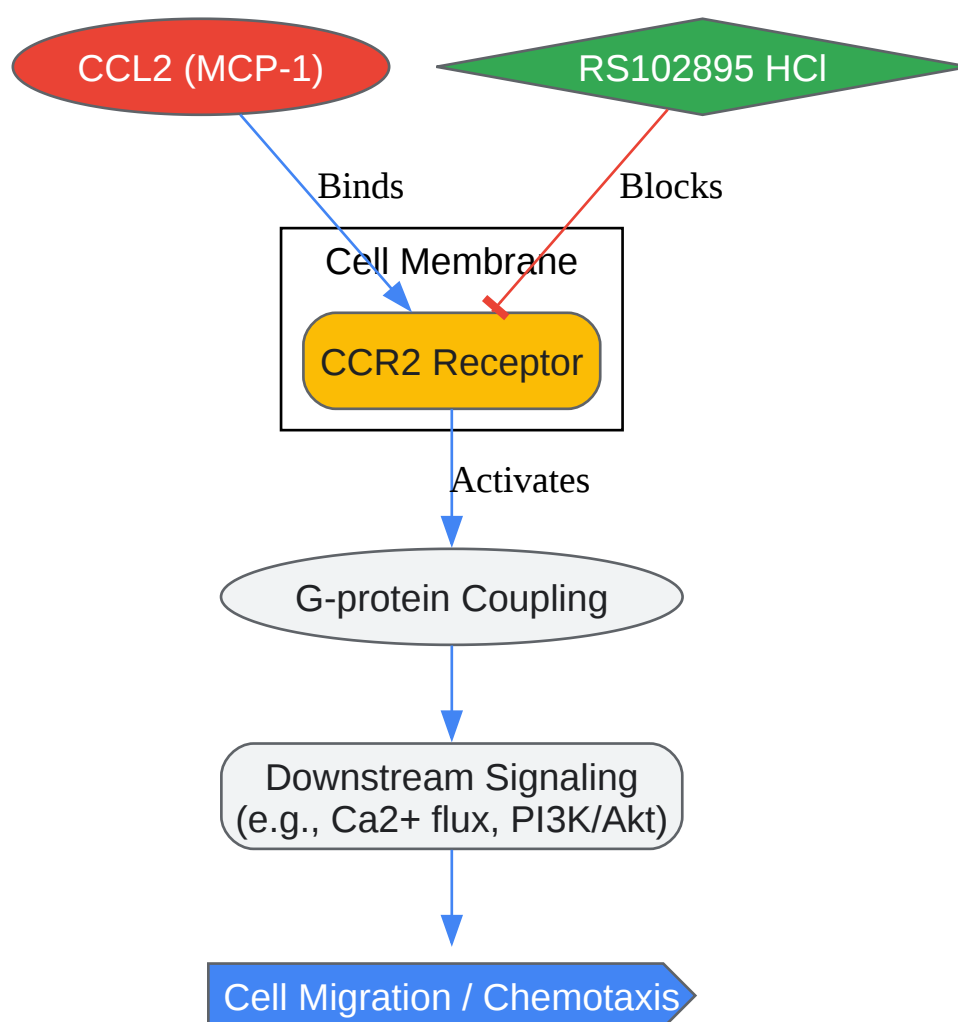 CCL2 (MCP-1)
RS102895 HCl
Binds
Blocks
Cell Membrane
CCR2 Receptor
Activates
G-protein Coupling
Downstream Signaling
(e.g., Ca2+ flux, PI3K/Akt)
Cell Migration / Chemotaxis